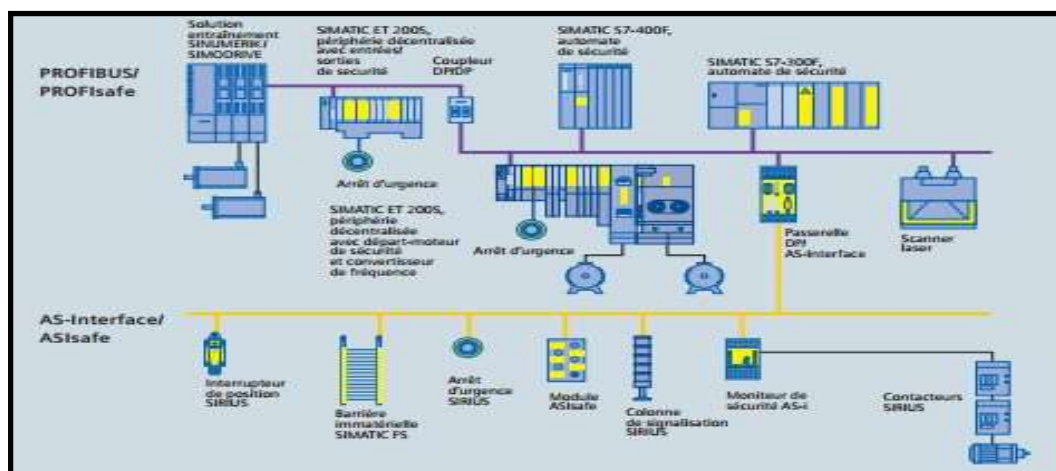 Solution
entraînement
SINUMERIK/
SIMODRIVE
SIMATIC ET 200S,
périphérie décentralisée
avec entrées/
sorties
de securité
Coupleur
DP/DP
SIMATIC S7-400F,
automate
de sécurité
SIMATIC S7-300F,
automate de sécurité
PROFIBUS/
PROFIsafe
Arrêt d'urgence
SIMATIC ET 200S,
périphérie
décentralisée
avec départ-moteur
de sécurité
et convertisseur
de fréquence
Arrêt d'urgence
Passerelle
DP/
AS-Interface
Scanner
laser
AS-Interface/
ASIsafe
Interrupteur
de position
SIRIUS
Barrière
immatérielle
SIMATIC FS
Arrêt
d'urgence
SIRIUS
Module
ASIsafe
Colonne
de signalisation
SIRIUS
Moniteur de
sécurité AS-i
Contacteurs
SIRIUS